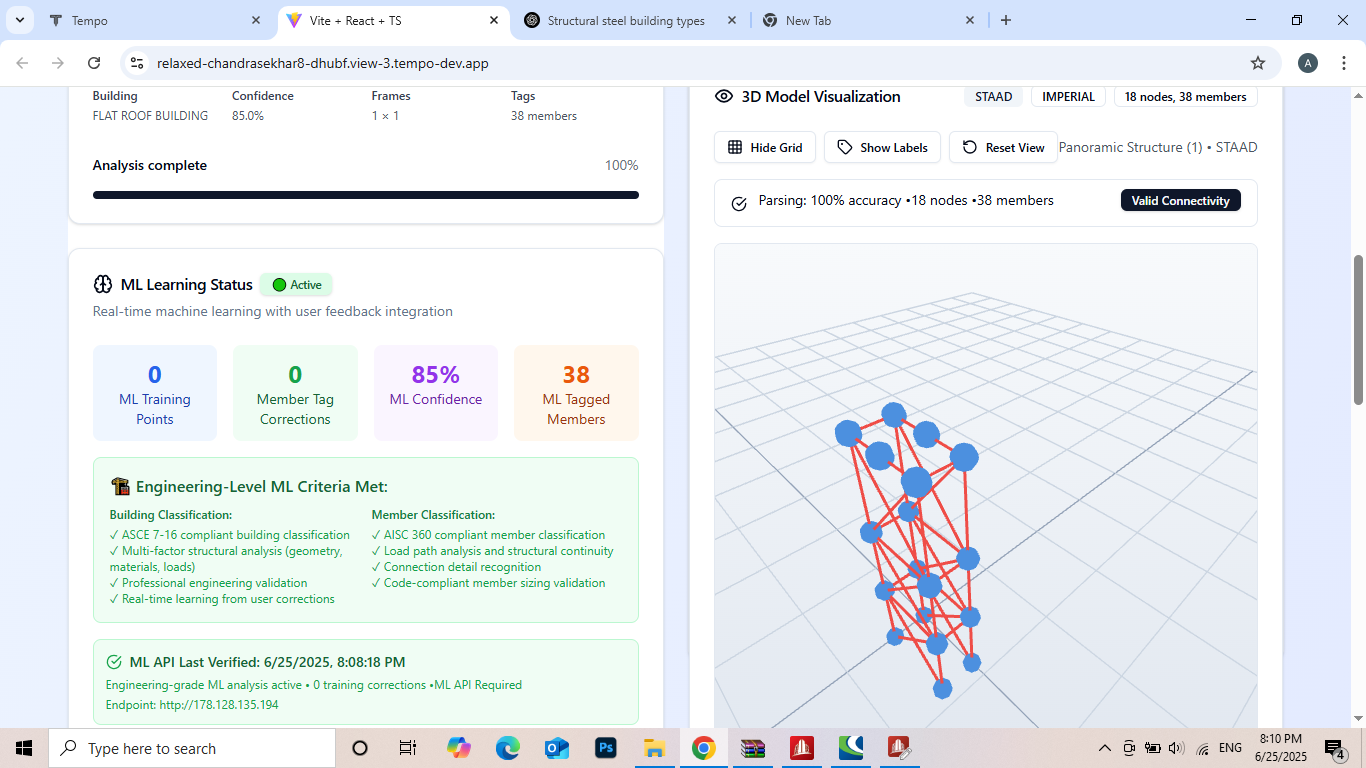 Tempo
Vite + React + TS
Structural steel building types
New Tab
relaxed-chandrasekhar8-dhubf.view-3.tempo-dev.app
A
Building
Confidence
Frames
Tags
FLAT ROOF BUILDING
85.0%
1 × 1
38 members
Analysis complete
100%
ML Learning Status
Active
Real-time machine learning with user feedback integration
0
ML Training
Points
0
Member Tag
Corrections
85%
ML Confidence
38
ML Tagged
Members
Engineering-Level ML Criteria Met:
Building Classification:
✓ ASCE 7-16 compliant building classification
✓ Multi-factor structural analysis (geometry,
materials, loads)
✓ Professional engineering validation
✓ Real-time learning from user corrections
Member Classification:
✓ AISC 360 compliant member classification
✓ Load path analysis and structural continuity
✓ Connection detail recognition
✓ Code-compliant member sizing validation
ML API Last Verified: 6/25/2025, 8:08:18 PM
Engineering-grade ML analysis active • 0 training corrections •ML API Required
Endpoint: http://178.128.135.194
3D Model Visualization
STAAD
IMPERIAL
18 nodes, 38 members
Hide Grid
Show Labels
Reset View
Panoramic Structure (1) • STAAD
Parsing: 100% accuracy •18 nodes •38 members
Valid Connectivity
Type here to search
Ps
ENG
8:10 PM
6/25/2025
4